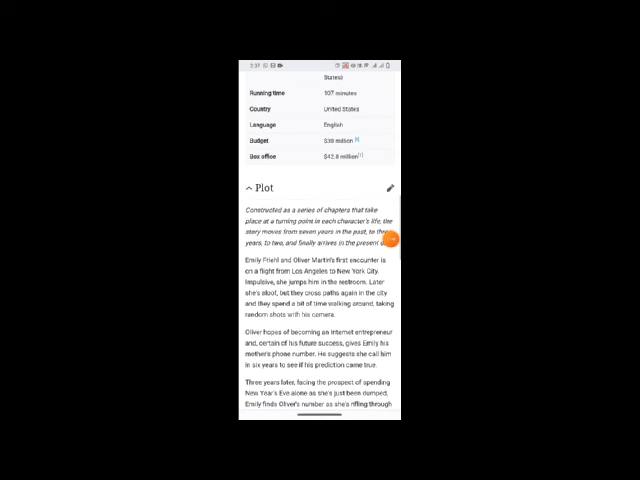 States)
Running time 107 minutes
Country United States
Language English
Budget $30 million
Box office $42.8 million[1]
Plot
Constructed as a series of chapters that take
place at a turning point in each character's life, the
story moves from seven years in the past, to three
years, to two, and finally arrives in the present
Emily Friehl and Oliver Martin's first encounter is
on a flight from Los Angeles to New York City.
Impulsive, she jumps him in the restroom. Later
she's aloof, but they cross paths again in the city
and they spend a bit of time walking around, taking
random shots with his camera.
Oliver hopes of becoming an Internet entrepreneur
and, certain of his future success, gives Emily his
mother's phone number. He suggests she call him
in six years to see if his prediction came true.
Three years later, facing the prospect of spending
New Year's Eve alone as she's just been dumped,
Emily finds Oliver's number as she's rifling through